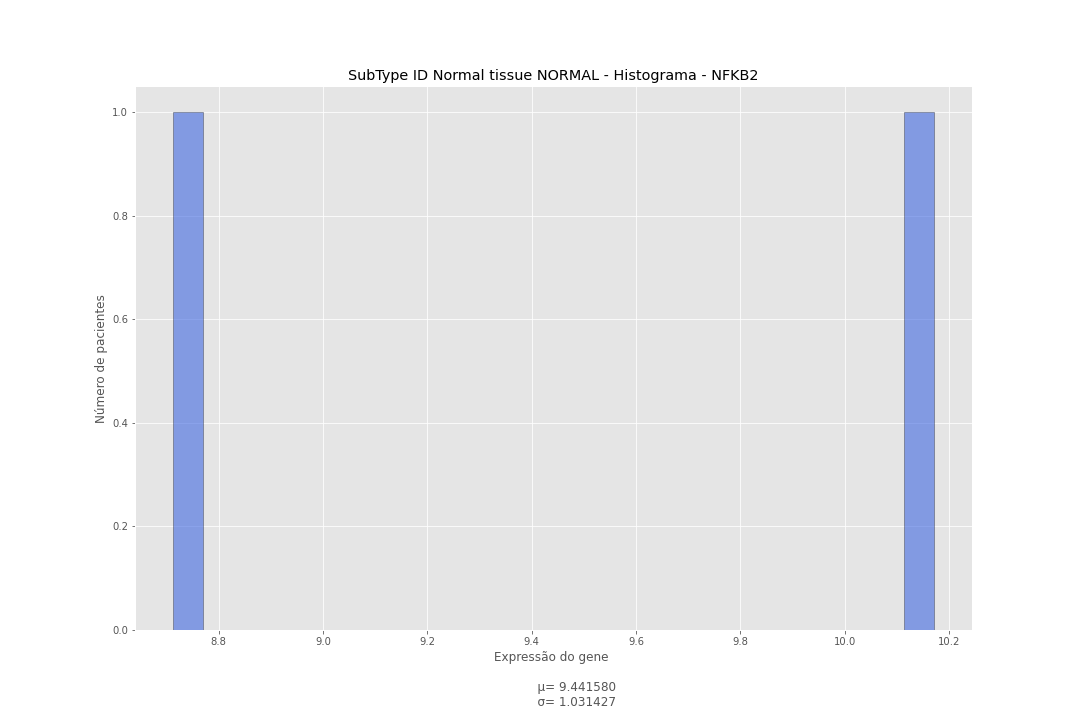 SubType ID Normal tissue NORMAL - Histograma - NFKB2
1.0
0.8
0.6
0.4
0.2
0.0
Número de pacientes
8.8 9.0 9.2 9.4 9.6 9.8 10.0 10.2
Expressão do gene
μ= 9.441580
σ= 1.031427